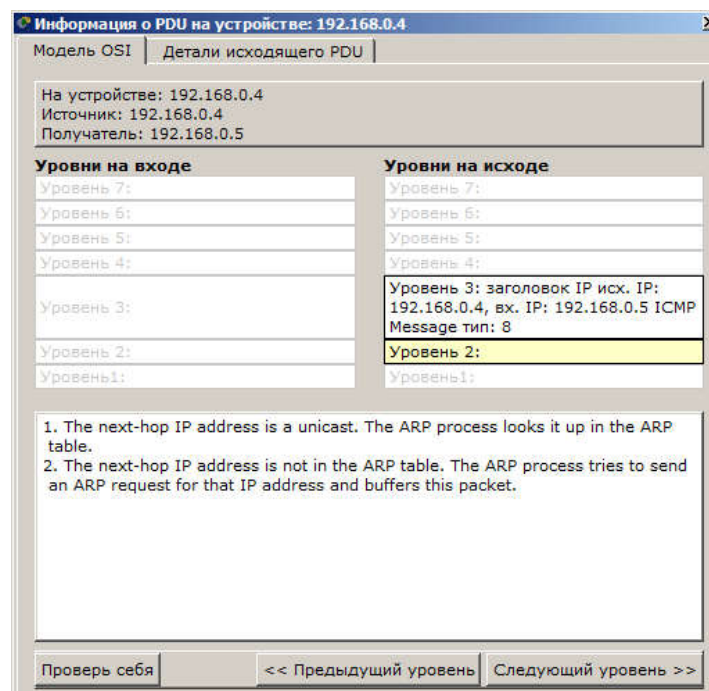 Информация о PDU на устройстве: 192.168.0.4
Модель OSI
Детали исходящего PDU
На устройстве: 192.168.0.4
Источник: 192.168.0.4
Получатель: 192.168.0.5
Уровни на входе
Уровень 7:
Уровень 6:
Уровень 5:
Уровень 4:
Уровень 3:
Уровень 2:
Уровень1:
Уровни на исходе
Уровень 7:
Уровень 6:
Уровень 5:
Уровень 4:
Уровень 3: заголовок IP исх. IP:
192.168.0.4, вх. IP: 192.168.0.5 ICMP
Message тип: 8
Уровень 2:
Уровень1:
1. The next-hop IP address is a unicast. The ARP process looks it up in the ARP
table.
2. The next-hop IP address is not in the ARP table. The ARP process tries to send
an ARP request for that IP address and buffers this packet.
Проверь себя
<< Предыдущий уровень
Следующий уровень >>